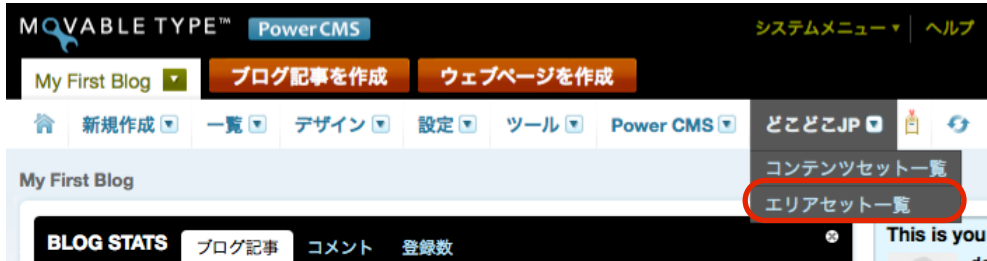 MOVABLE TYPE™ Power CMS システムメニュー ヘルプ
My First Blog ブログ記事を作成 ウェブページを作成
新規作成 一覧 デザイン 設定 ツール Power CMS どこどこJP
コンテンツセット一覧
My First Blog
エリアセット一覧
BLOG STATS ブログ記事 コメント 登録数 This is you